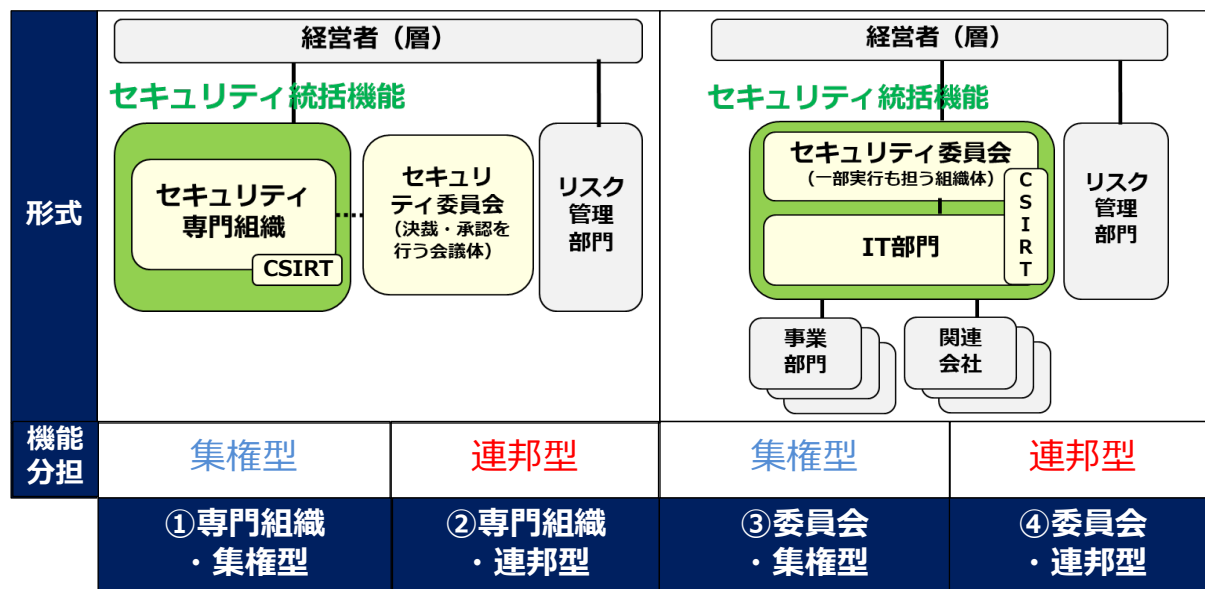 形式
経営者（層）
セキュリティ統括機能
セキュリティ
専門組織
CSIRT
セキュリ
ティ委員会
（決裁・承認を
行う会議体）
リスク
管理
部門
経営者（層）
セキュリティ統括機能
セキュリティ委員会
（一部実行も担う組織体）
IT部門
C
S
I
R
T
リスク
管理
部門
事業
部門
関連
会社
機能
分担
集権型
連邦型
集権型
連邦型
①専門組織
・集権型
②専門組織
・連邦型
③委員会
・集権型
④委員会
・連邦型